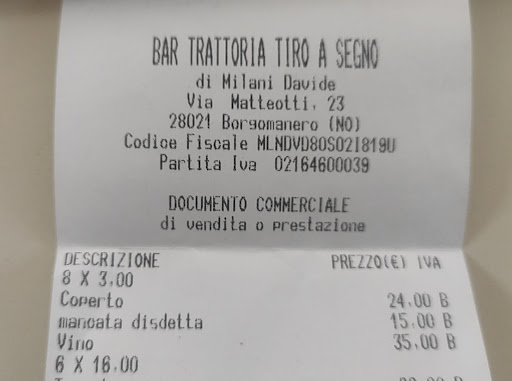 BAR TRATTORIA TIRO A SEGNO
di Milani Davide
Via Matteotti, 23
28021 Borgomanero (NO)
Codice Fiscale MLNDVD80S02I819U
Partita Iva 02164600039
DOCUMENTO COMMERCIALE
di vendita o prestazione
DESCRIZIONE PREZZO(€) IVA
8 X 3,00
Coperto 24,00 B
mancata disdetta 15,00 B
Vino 35,00 B
6 X 16,00